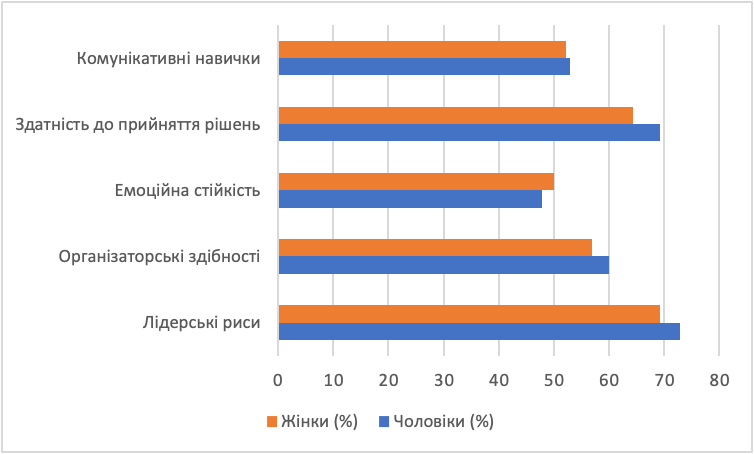 Комунікативні навички
Здатність до прийняття рішень
Емоційна стійкість
Організаторські здібності
Лідерські риси
0 10 20 30 40 50 60 70 80
Жінки (%) Чоловіки (%)